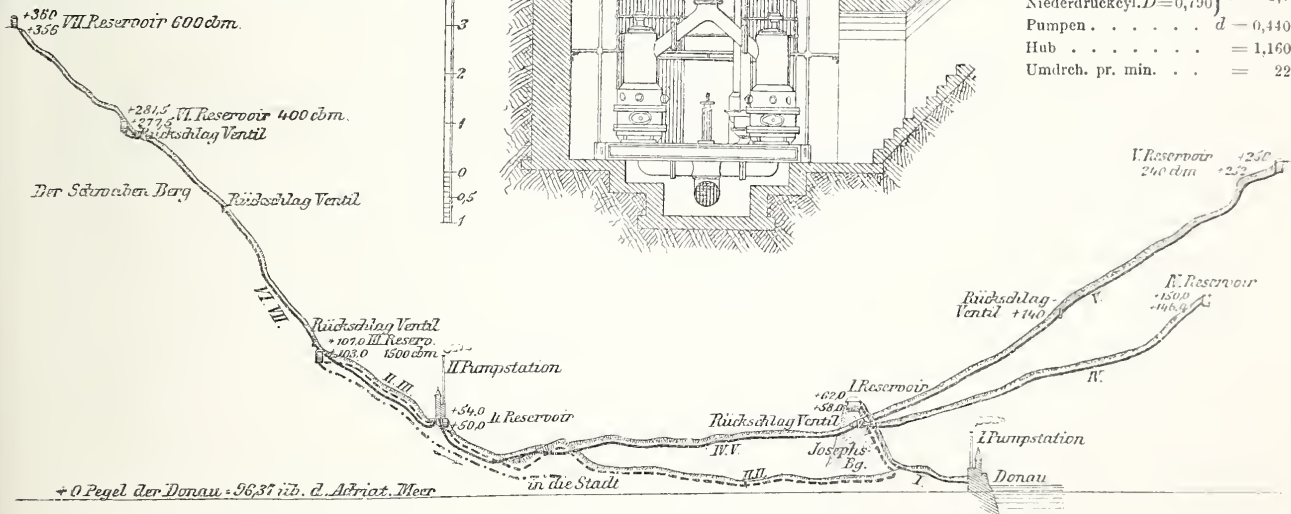 +360
+356 VII Reservoir 600 cbm.
+281,5 VI. Reservoir 400 cbm.
+277,5
Rückschlag Ventil
Der Schwaben Berg
Rückschlag Ventil
VI. VII.
Rückschlag Ventil
+107.0 III Reserv.
+103.0 1500 cbm
II. III
II Pumpstation
+54.0
+50,0 II. Reservoir
3
2
1
0
0,5
1
Niederdruckcyl. D=0,790
Pumpen . . . . . . d = 0,440
Hub . . . . . . . = 1,160
Umdreh. pr. min. . . = 22
V. Reservoir +256
240 cbm +252
Rückschlag-
Ventil +140
V.
IV. Reservoir
+150,0
+146.9
IV.
I. Reservoir
+62.0
+58.0
Rückschlag Ventil
IV. V.
Josephs-
Bg.
II. II.
I.
I. Pumpstation
Donau
in die Stadt
+ 0 Pegel der Donau = 96,37 üb. d. Adriat. Meer